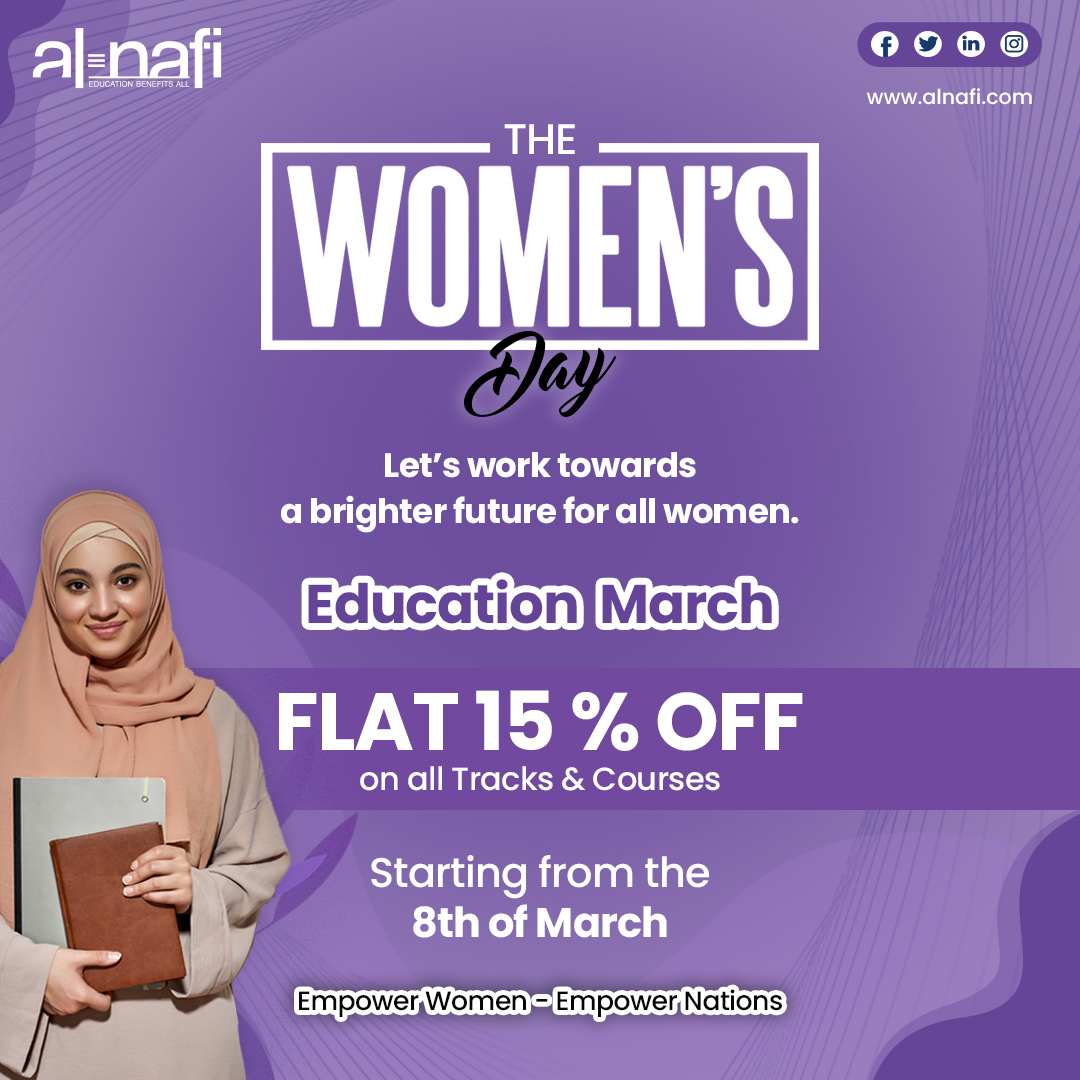 al-nafi
EDUCATION BENEFITS ALL
www.alnafi.com
THE
WOMEN'S
Day
Let's work towards
a brighter future for all women.
Education March
FLAT 15 % OFF
on all Tracks & Courses
Starting from the
8th of March
Empower Women - Empower Nations